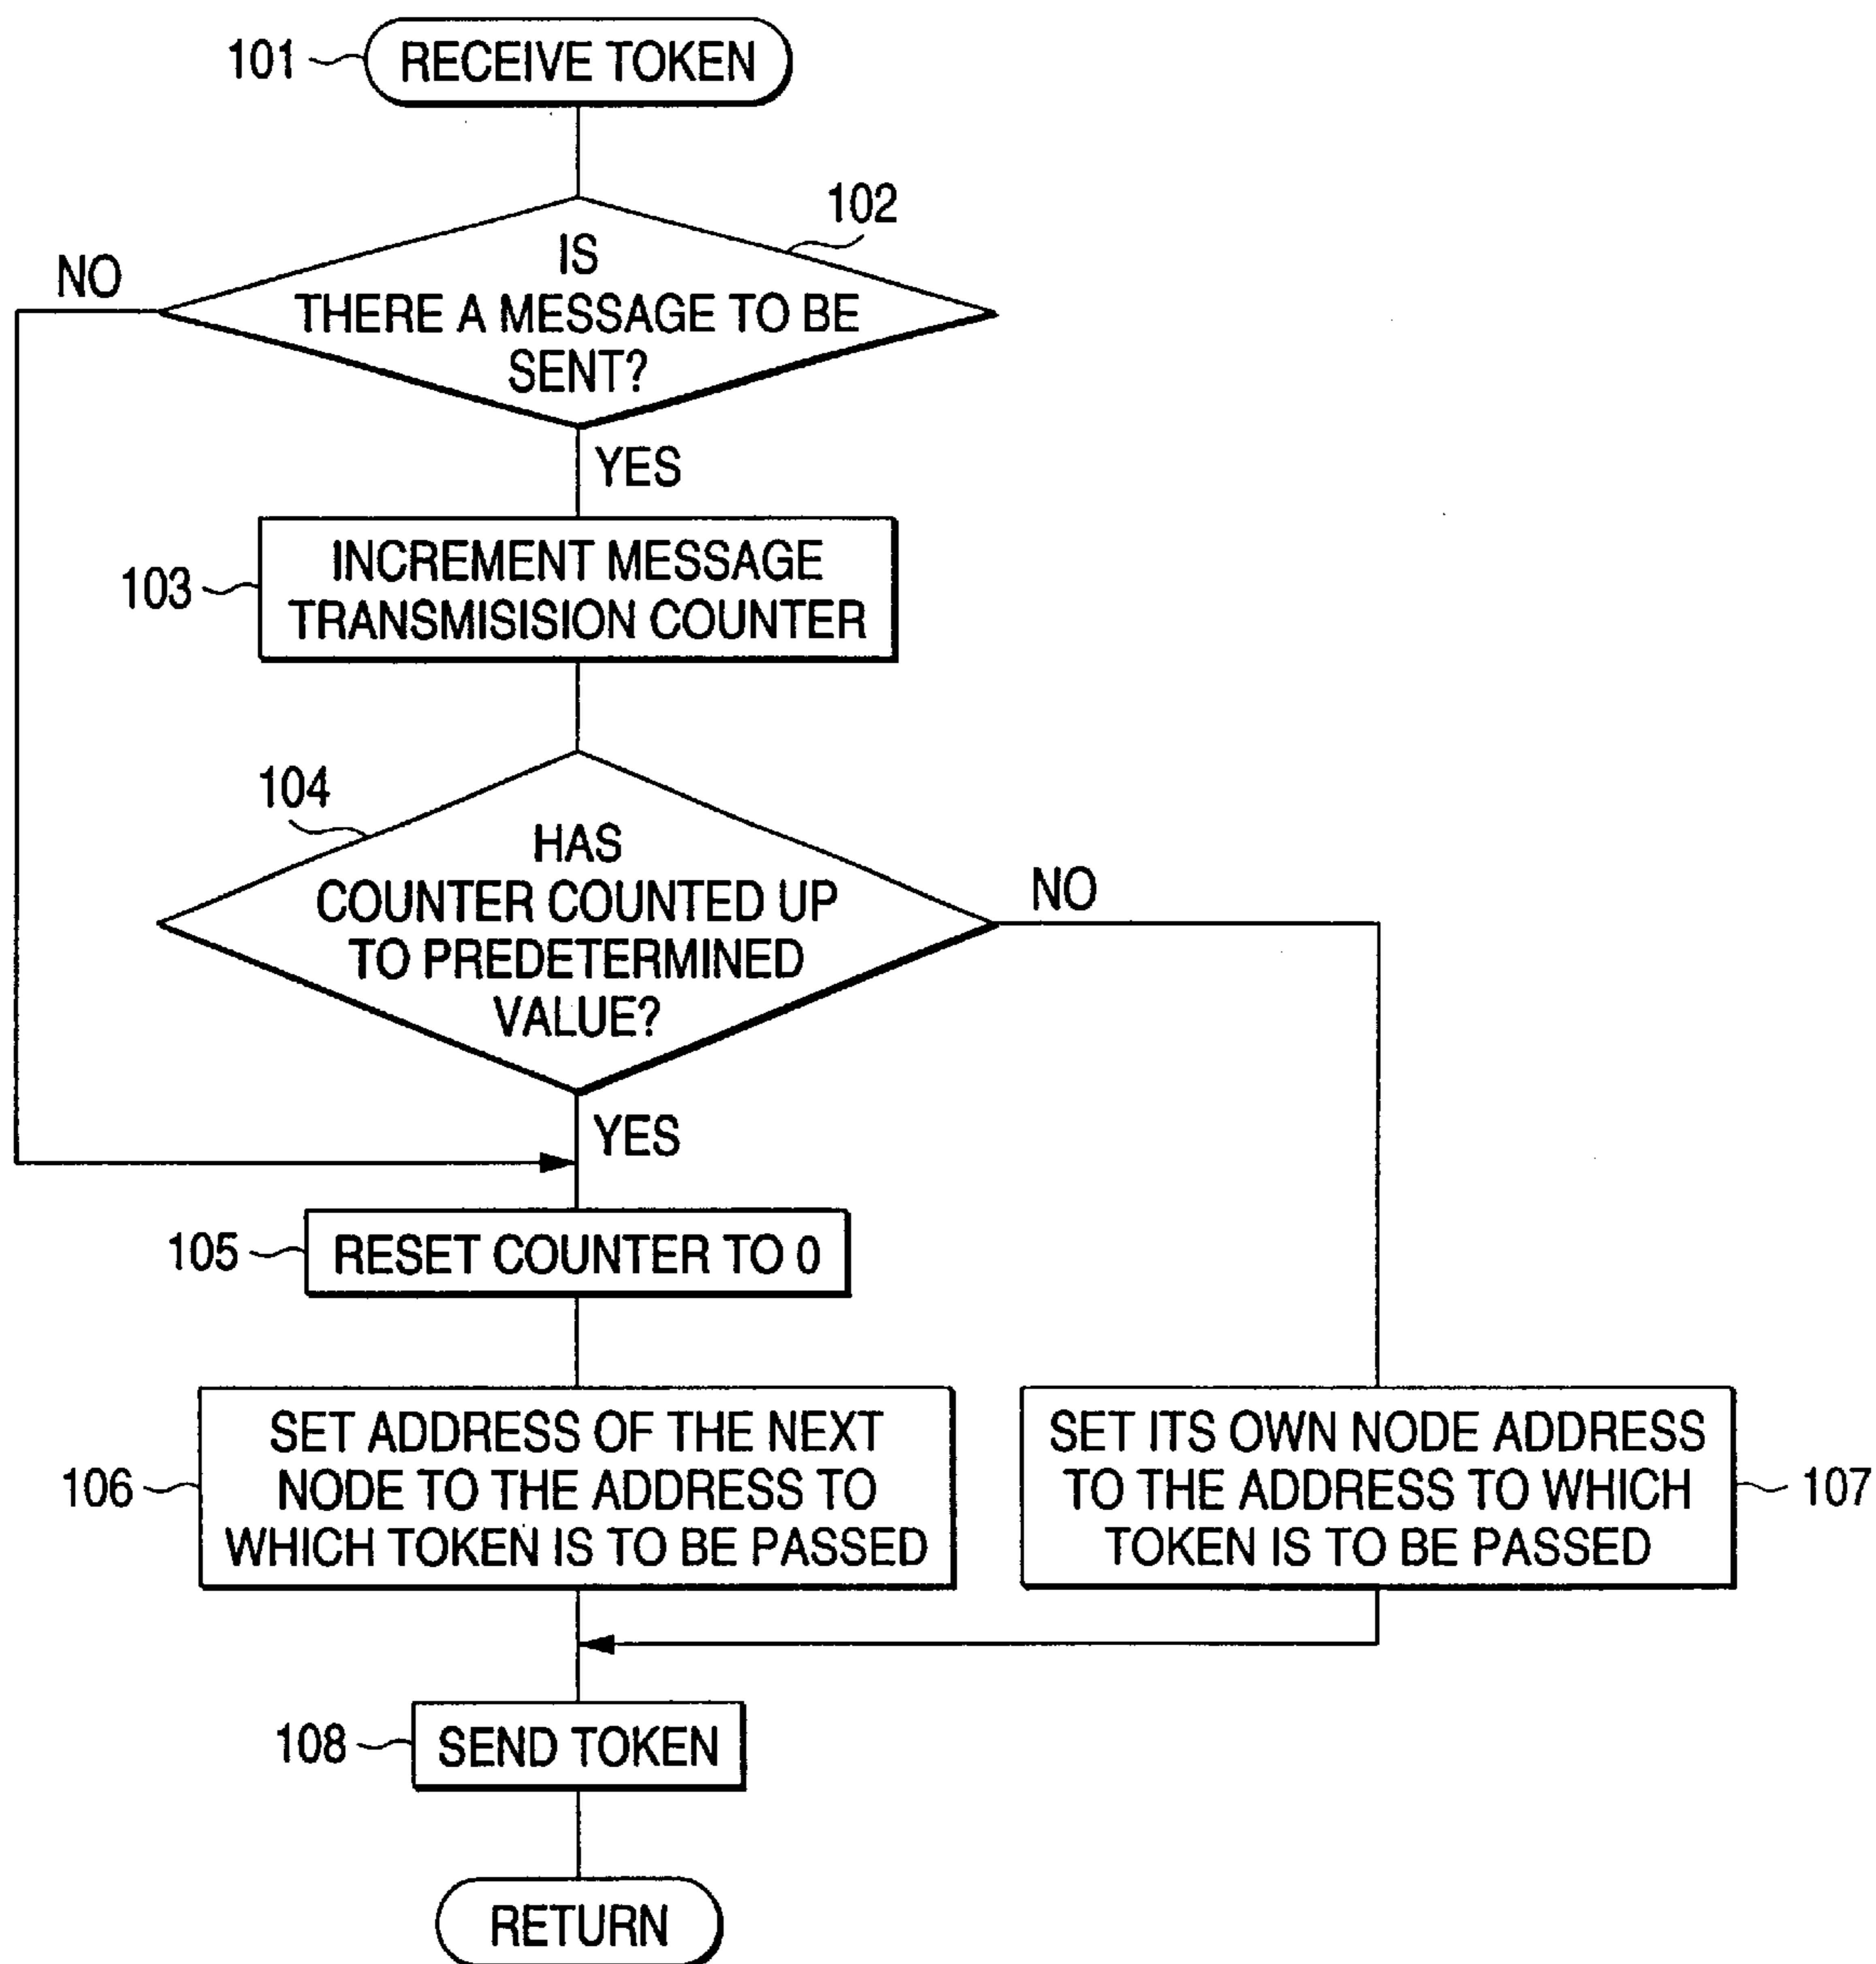 101
RECEIVE TOKEN
102
NO
IS
THERE A MESSAGE TO BE
SENT?
YES
103
INCREMENT MESSAGE
TRANSMISISION COUNTER
104
HAS
COUNTER COUNTED UP
TO PREDETERMINED
VALUE?
NO
YES
105
RESET COUNTER TO 0
106
SET ADDRESS OF THE NEXT
NODE TO THE ADDRESS TO
WHICH TOKEN IS TO BE PASSED
SET ITS OWN NODE ADDRESS
TO THE ADDRESS TO WHICH
TOKEN IS TO BE PASSED
107
108
SEND TOKEN
RETURN